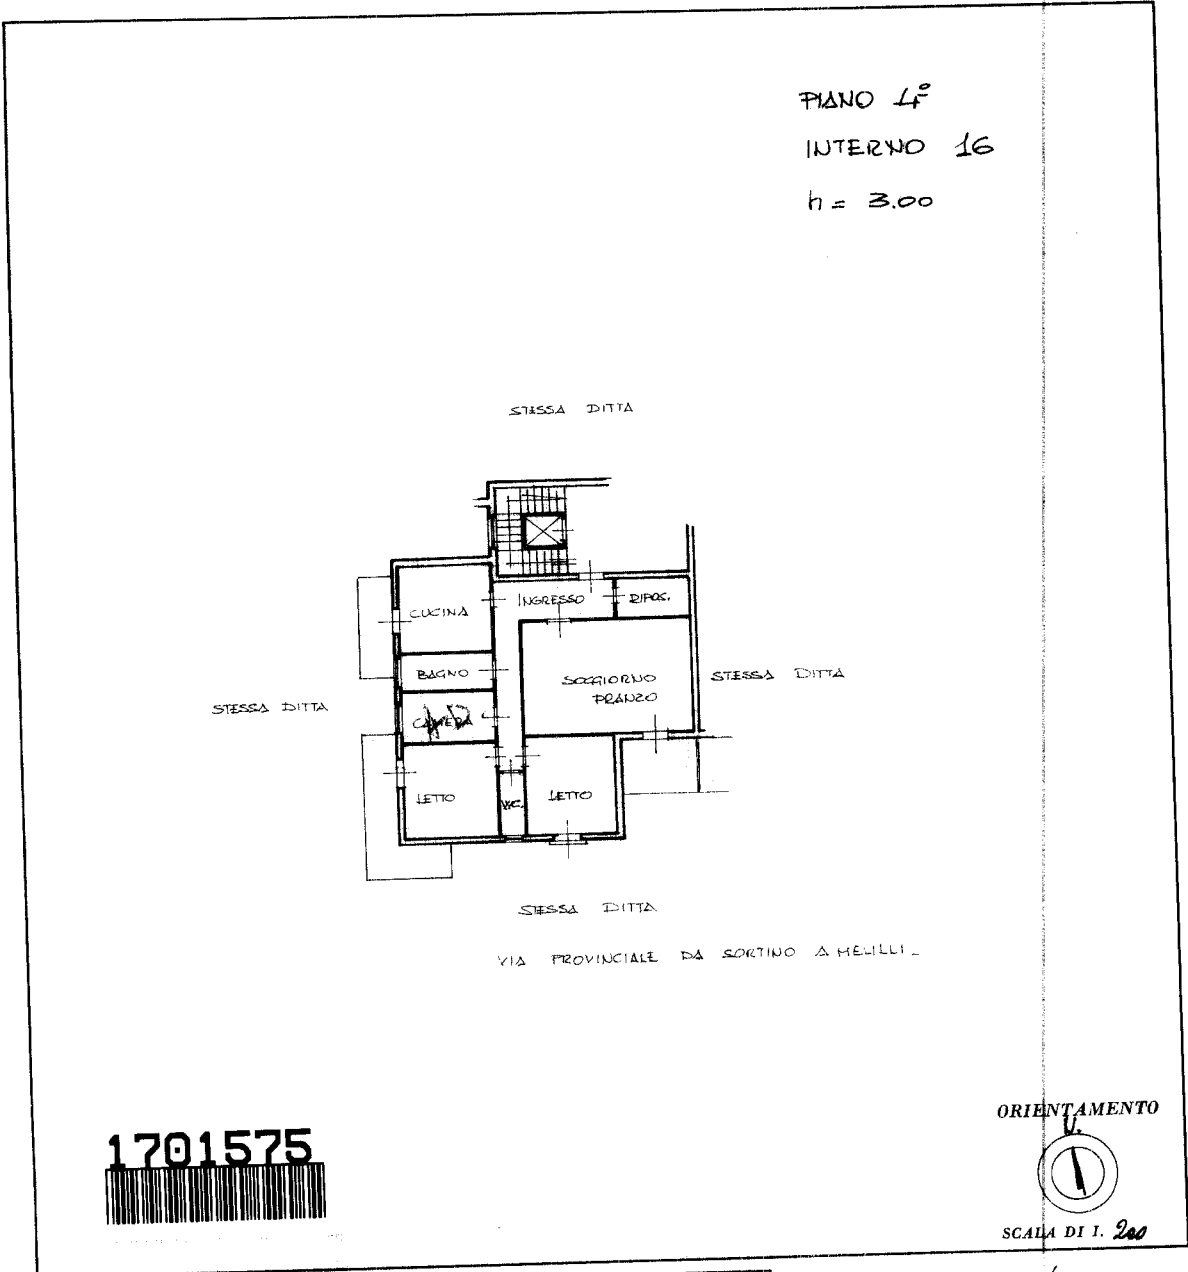 PIANO 4°
INTERNO 16
h = 3.00
STESSA DITTA
CUCINA
INGRESSO
RIPOS.
BAGNO
SOGGIORNO
PRANZO
STESSA DITTA
STESSA DITTA
CAMERA
LETTO
W.C.
LETTO
STESSA DITTA
VIA PROVINCIALE DA SORTINO A MELILLI -
1701575
ORIENTAMENTO
N.
SCALA DI 1. 200